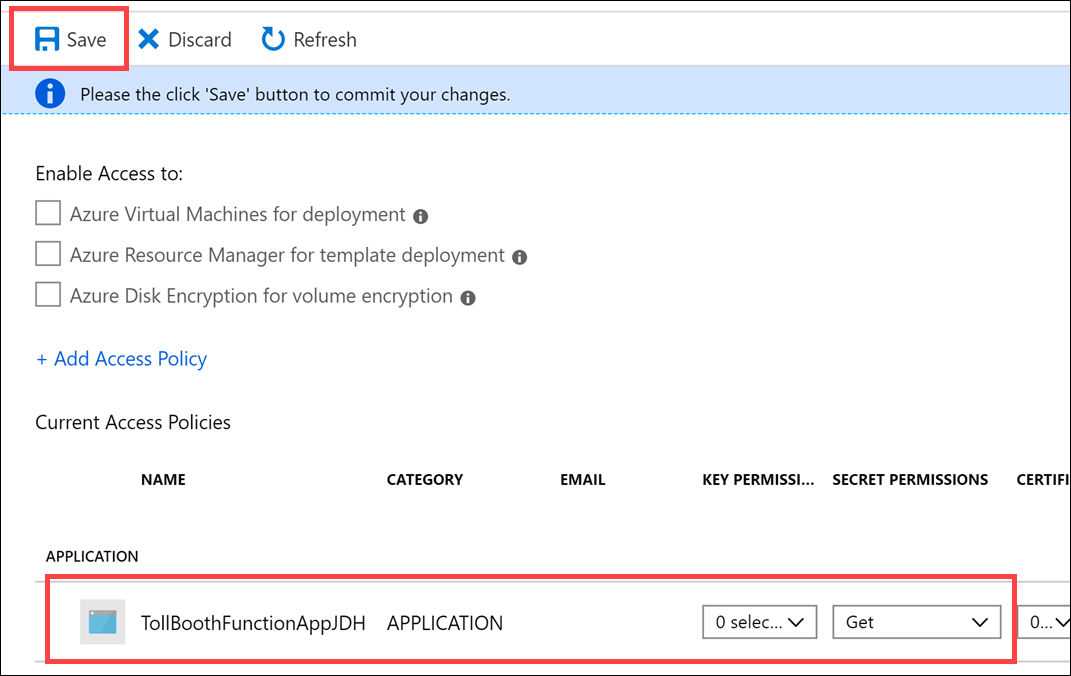 Save Discard Refresh
Please the click 'Save' button to commit your changes.
Enable Access to:
Azure Virtual Machines for deployment
Azure Resource Manager for template deployment
Azure Disk Encryption for volume encryption
+ Add Access Policy
Current Access Policies
NAME CATEGORY EMAIL KEY PERMISSI... SECRET PERMISSIONS CERTIFI
APPLICATION
TollBoothFunctionAppJDH APPLICATION 0 selec... Get 0...